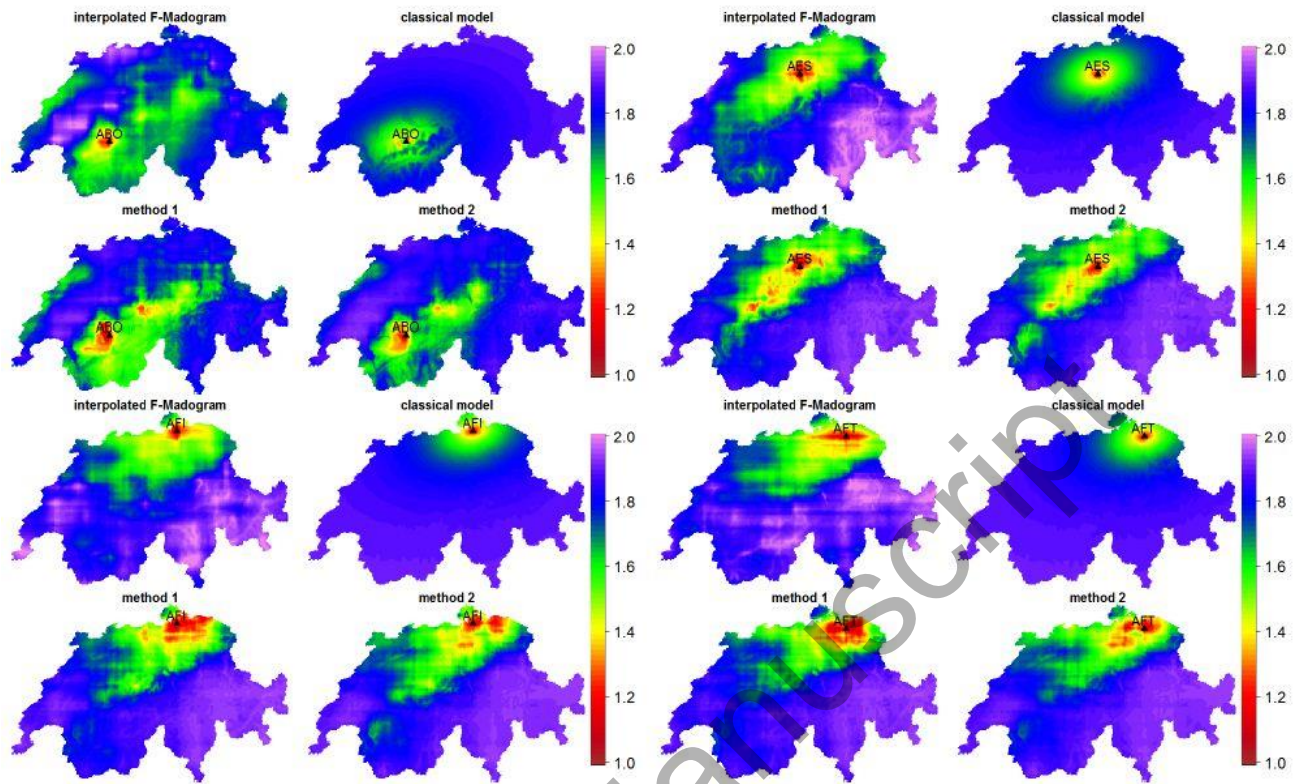 interpolated F-Madogram
classical model
ABO
ABO
2.0
1.8
1.6
1.4
1.2
1.0
method 1
method 2
ABO
ABO
interpolated F-Madogram
classical model
AES
AES
2.0
1.8
1.6
1.4
1.2
1.0
method 1
method 2
AES
AES
interpolated F-Madogram
classical model
AFI
AFI
2.0
1.8
1.6
1.4
1.2
1.0
method 1
method 2
AFI
AFI
interpolated F-Madogram
classical model
AFT
AFT
2.0
1.8
1.6
1.4
1.2
1.0
method 1
method 2
AFT
AFT